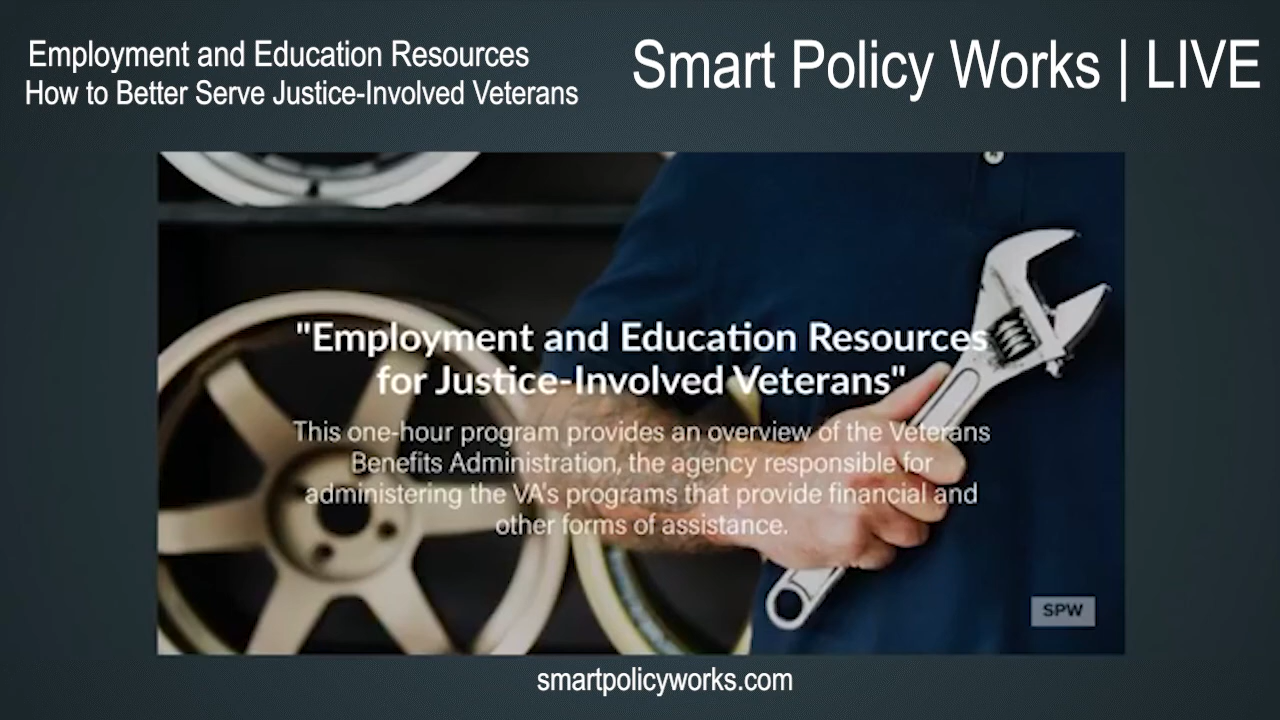 Employment and Education Resources
How to Better Serve Justice-Involved Veterans
Smart Policy Works | LIVE
"Employment and Education Resources
for Justice-Involved Veterans"
This one-hour program provides an overview of the Veterans
Benefits Administration, the agency responsible for
administering the VA's programs that provide financial and
other forms of assistance.
SPW
smartpolicyworks.com